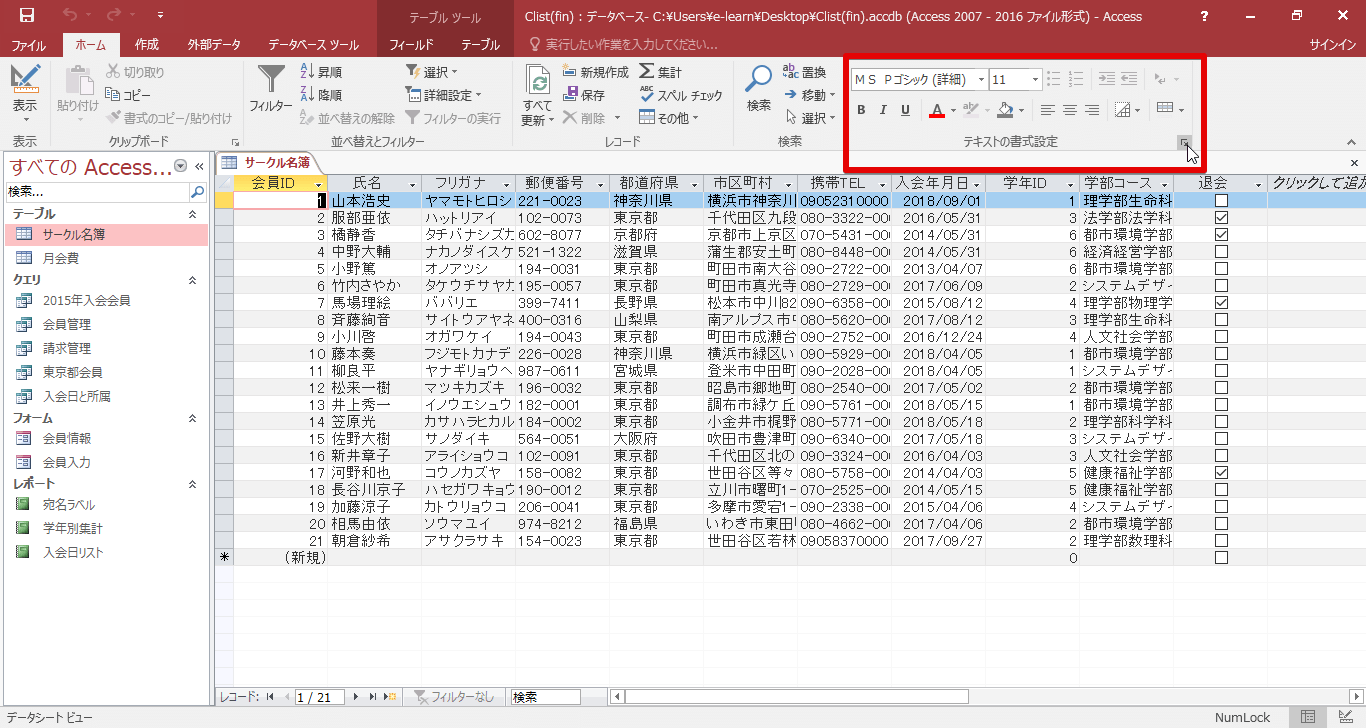 テーブル ツール
Clist(fin) : データベース- C:¥Users¥e-learn¥Desktop¥Clist(fin).accdb (Access 2007 - 2016 ファイル形式) - Access
?
ファイル ホーム 作成 外部データ データベース ツール フィールド テーブル 実行したい作業を入力してください... サインイン
表示
貼り付け
切り取り
コピー
書式のコピー/貼り付け
フィルター
昇順
降順
並べ替えの解除
選択
詳細設定
フィルターの実行
すべて更新
新規作成
保存
削除
集計
スペル チェック
その他
検索
置換
移動
選択
ＭＳ Ｐゴシック (詳細) 11
B I U A
表示 クリップボード 並べ替えとフィルター レコード 検索 テキストの書式設定
すべての Access... «
検索...
テーブル
サークル名簿
月会費
クエリ
2015年入会会員
会員管理
請求管理
東京都会員
入会日と所属
フォーム
会員情報
会員入力
レポート
宛名ラベル
学年別集計
入会日リスト
サークル名簿
会員ID 氏名 フリガナ 郵便番号 都道府県 市区町村 携帯TEL 入会年月日 学年ID 学部コース 退会 クリックして追加
1 山本浩史 ヤマモトヒロシ 221-0023 神奈川県 横浜市神奈川 09052310000 2018/09/01 1 理学部生命科
2 服部亜依 ハットリアイ 102-0073 東京都 千代田区九段 080-3322-00 2016/05/31 3 法学部法学科
3 橘静香 タチバナシズカ 602-8077 京都府 京都市上京区 070-5431-00 2014/05/31 6 都市環境学部
4 中野大輔 ナカノダイスケ 521-1322 滋賀県 蒲生郡安土町 080-8448-00 2014/05/31 6 経済経営学部
5 小野篤 オノアツシ 194-0031 東京都 町田市南大谷 090-2722-00 2013/04/07 6 都市環境学部
6 竹内さやか タケウチサヤカ 195-0057 東京都 町田市真光寺 080-2729-00 2017/06/09 2 システムデザイ
7 馬場理絵 ババリエ 399-7411 長野県 松本市中川82 090-6358-00 2015/08/12 4 理学部物理学
8 斉藤絢音 サイトウアヤネ 400-0316 山梨県 南アルプス市 080-5620-00 2017/08/12 3 理学部生命科
9 小川啓 オガワケイ 194-0043 東京都 町田市成瀬台 090-2752-00 2016/12/24 4 人文社会学部
10 藤本奏 フジモトカナデ 226-0028 神奈川県 横浜市緑区い 090-5929-00 2018/04/05 1 都市環境学部
11 柳良平 ヤナギリョウヘ 987-0611 宮城県 登米市中田町 090-2028-00 2018/04/05 1 システムデザイ
12 松来一樹 マツキカズキ 196-0032 東京都 昭島市郷地町 080-2540-00 2017/05/02 2 都市環境学部
13 井上秀一 イノウエシュウ 182-0001 東京都 調布市緑ケ丘 090-5761-00 2018/05/15 1 都市環境学部
14 笠原光 カサハラヒカル 184-0002 東京都 小金井市梶野 080-5771-00 2018/05/18 2 理学部科学科
15 佐野大樹 サノダイキ 564-0051 大阪府 吹田市豊津町 090-6340-00 2017/05/18 3 システムデザイ
16 新井章子 アライショウコ 102-0091 東京都 千代田区北の 090-3324-00 2016/04/03 3 人文社会学部
17 河野和也 コウノカズヤ 158-0082 東京都 世田谷区等々 080-5758-00 2014/04/03 5 健康福祉学部
18 長谷川京子 ハセガワキョウ 190-0012 東京都 立川市曙町1- 070-2525-00 2014/05/15 5 健康福祉学部
19 加藤涼子 カトウリョウコ 206-0041 東京都 多摩市愛宕1- 090-2338-00 2015/04/06 4 システムデザイ
20 相馬由依 ソウマユイ 974-8212 福島県 いわき市東田 080-4662-00 2017/04/06 2 都市環境学部
21 朝倉紗希 アサクラサキ 154-0023 東京都 世田谷区若林 09058370000 2017/09/27 2 理学部数理科
* (新規) 0
レコード: 1 / 21 フィルターなし 検索
データシート ビュー NumLock